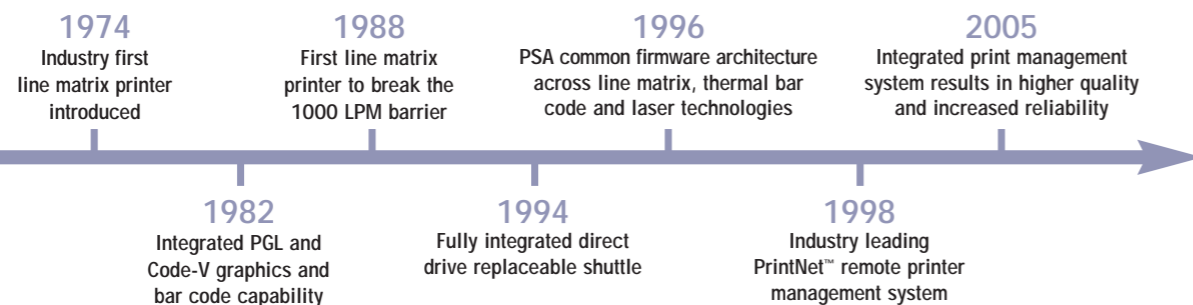 1974
Industry first
line matrix printer
introduced
1988
First line matrix
printer to break the
1000 LPM barrier
1996
PSA common firmware architecture
across line matrix, thermal bar
code and laser technologies
2005
Integrated print management
system results in higher quality
and increased reliability
1982
Integrated PGL and
Code-V graphics and
bar code capability
1994
Fully integrated direct
drive replaceable shuttle
1998
Industry leading
PrintNet™ remote printer
management system